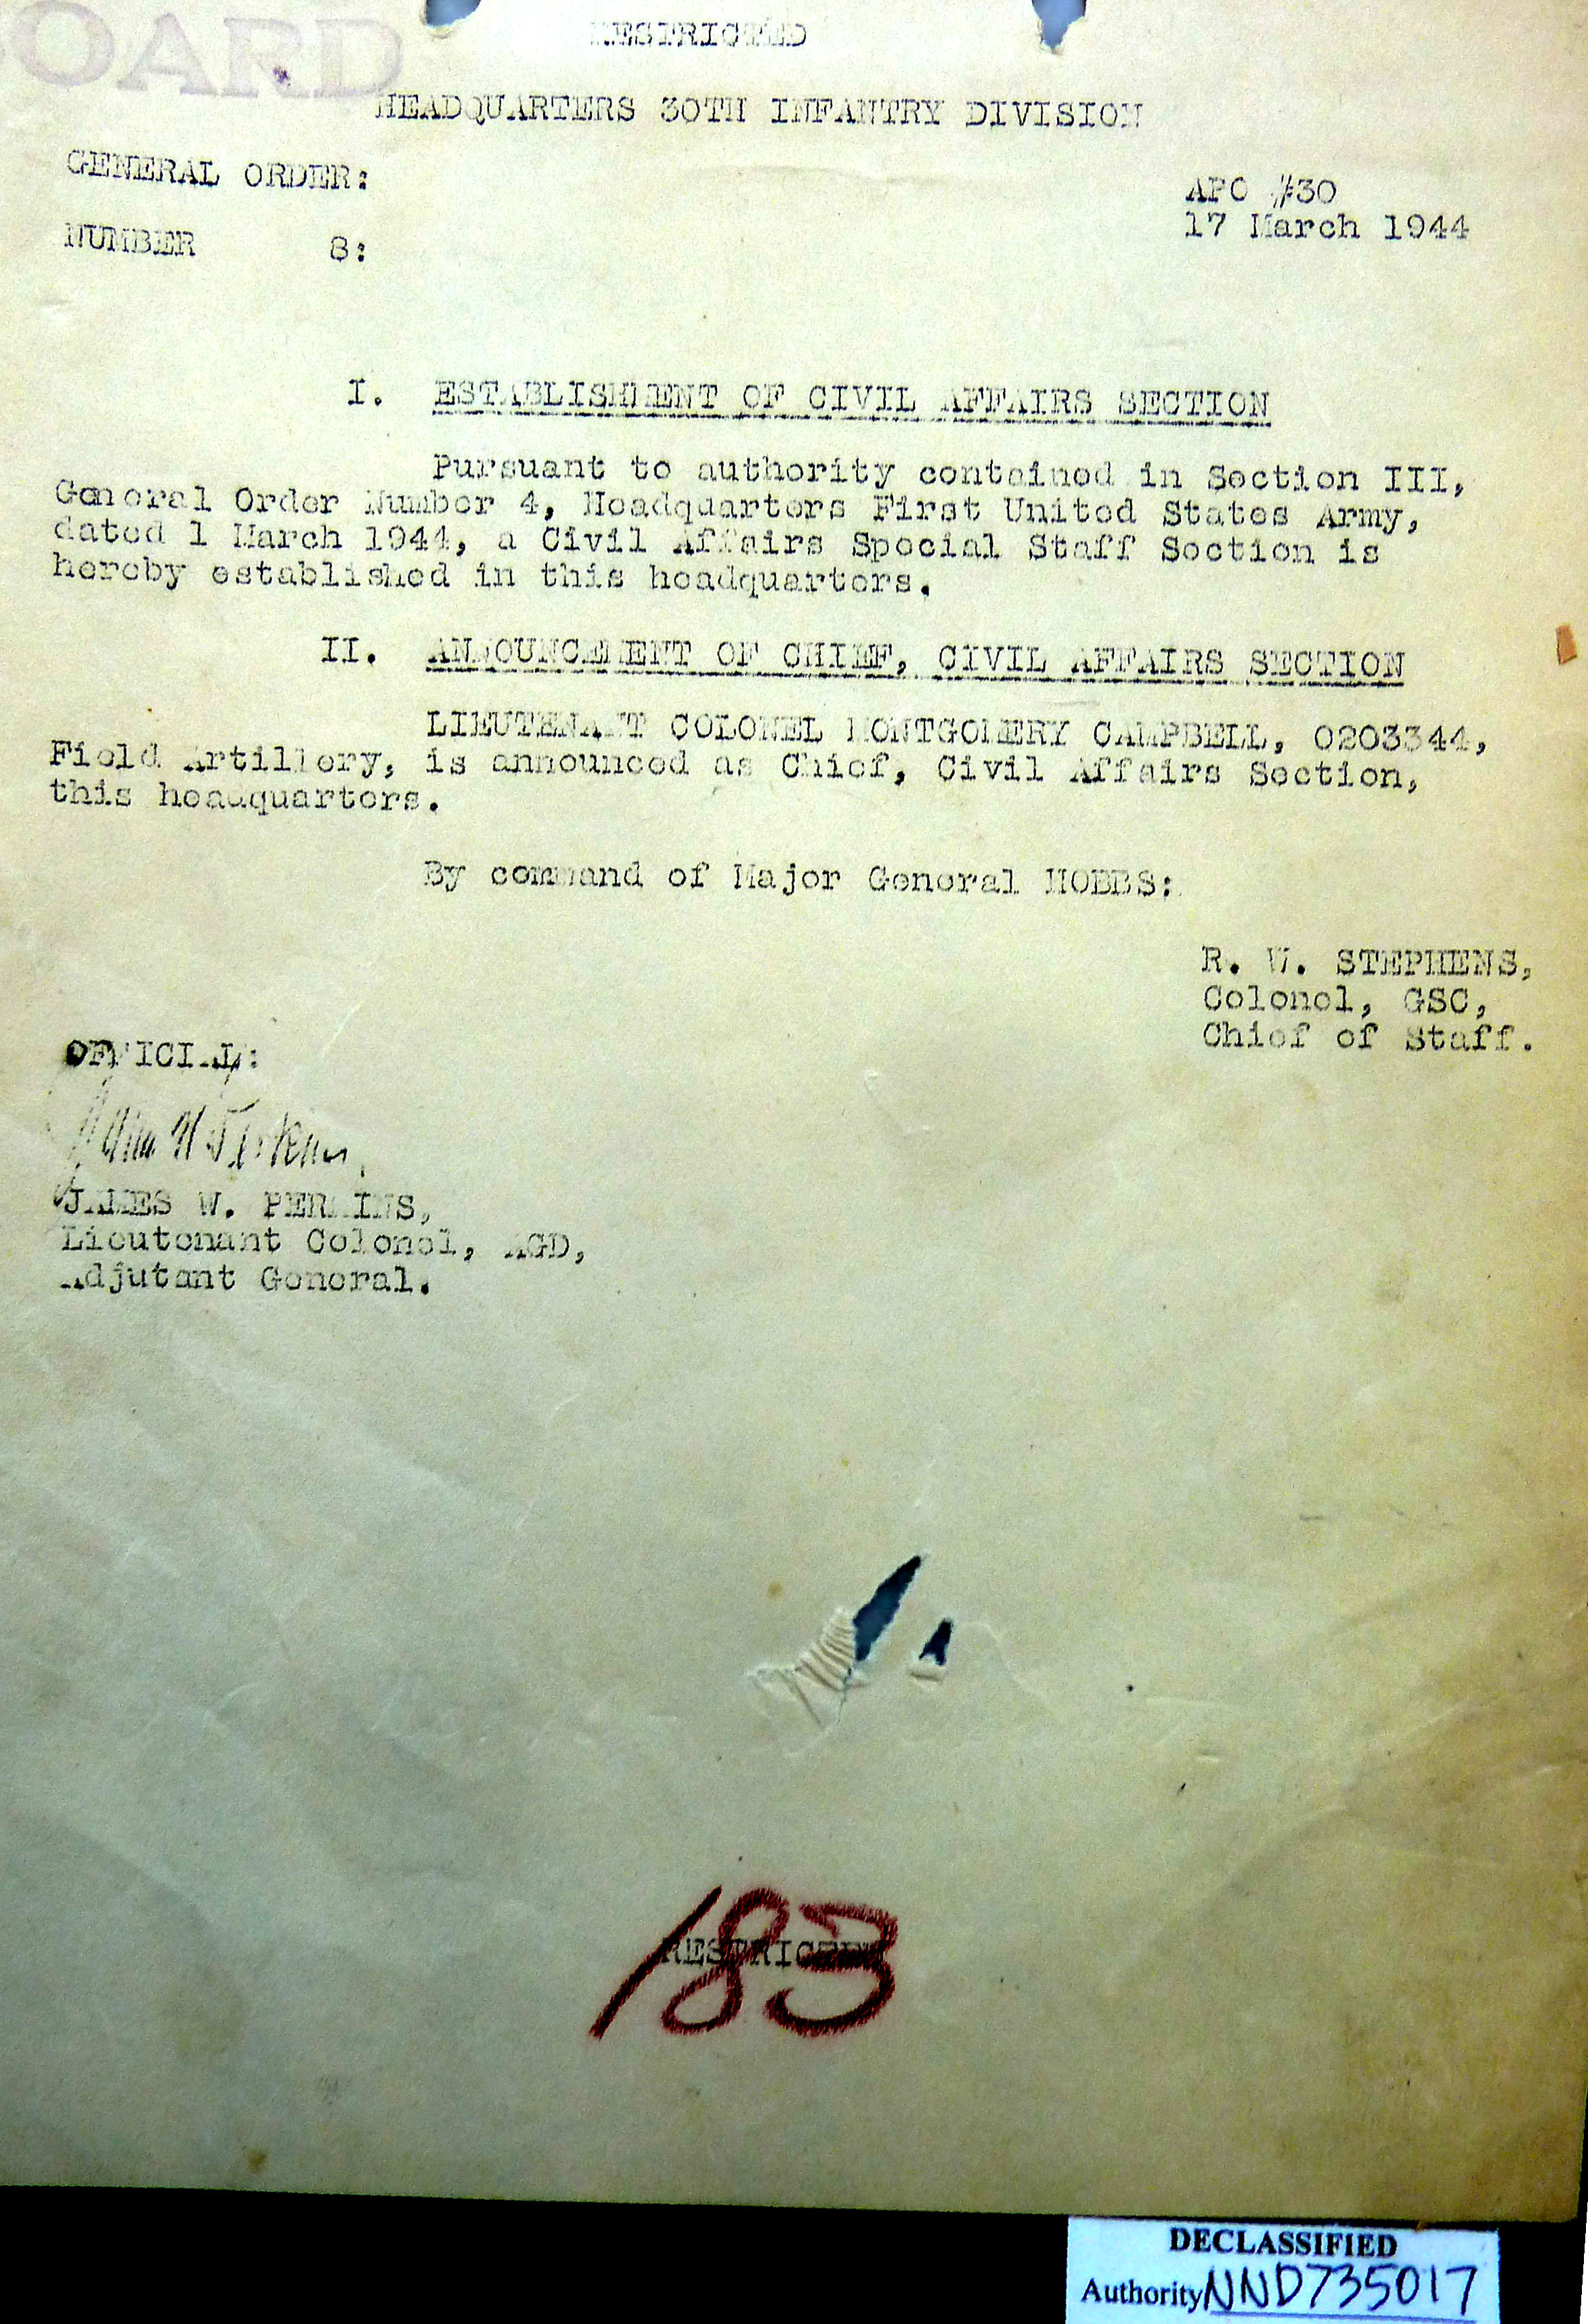 OARD
RESTRICTED
HEADQUARTERS 30TH INFANTRY DIVISION
GENERAL ORDER:
NUMBER 8:
APO #30
17 March 1944
I. ESTABLISHMENT OF CIVIL AFFAIRS SECTION
Pursuant to authority contained in Section III,
General Order Number 4, Headquarters First United States Army,
dated 1 March 1944, a Civil Affairs Special Staff Section is
hereby established in this headquarters.
II. ANNOUNCEMENT OF CHIEF, CIVIL AFFAIRS SECTION
LIEUTENANT COLONEL MONTGOMERY CAMPBELL, 0203344,
Field Artillery, is announced as Chief, Civil Affairs Section,
this headquarters.
By command of Major General HOBBS:
R. W. STEPHENS,
Colonel, GSC,
Chief of Staff.
OFFICIAL:
JAMES W. PERKINS,
Lieutenant Colonel, AGD,
Adjutant General.
RESTRICTED
183
DECLASSIFIED
Authority NND735017